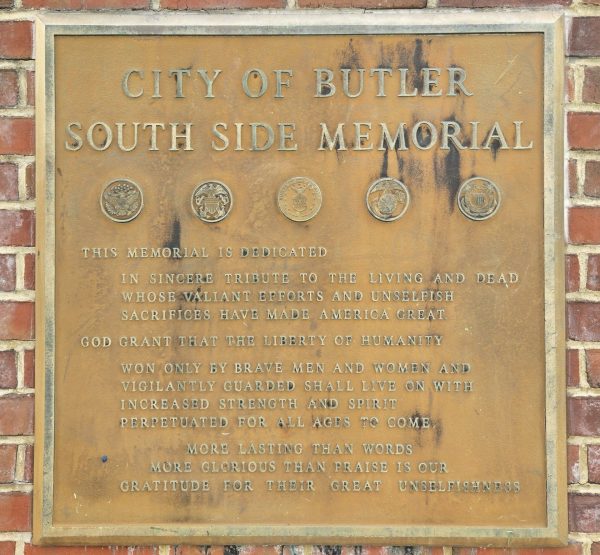 CITY OF BUTLER
SOUTH SIDE MEMORIAL
THIS MEMORIAL IS DEDICATED
IN SINCERE TRIBUTE TO THE LIVING AND DEAD
WHOSE VALIANT EFFORTS AND UNSELFISH
SACRIFICES HAVE MADE AMERICA GREAT
GOD GRANT THAT THE LIBERTY OF HUMANITY
WON ONLY BY BRAVE MEN AND WOMEN AND
VIGILANTLY GUARDED SHALL LIVE ON WITH
INCREASED STRENGTH AND SPIRIT
PERPETUATED FOR ALL AGES TO COME.
MORE LASTING THAN WORDS
MORE GLORIOUS THAN PRAISE IS OUR
GRATITUDE FOR THEIR GREAT UNSELFISHNESS